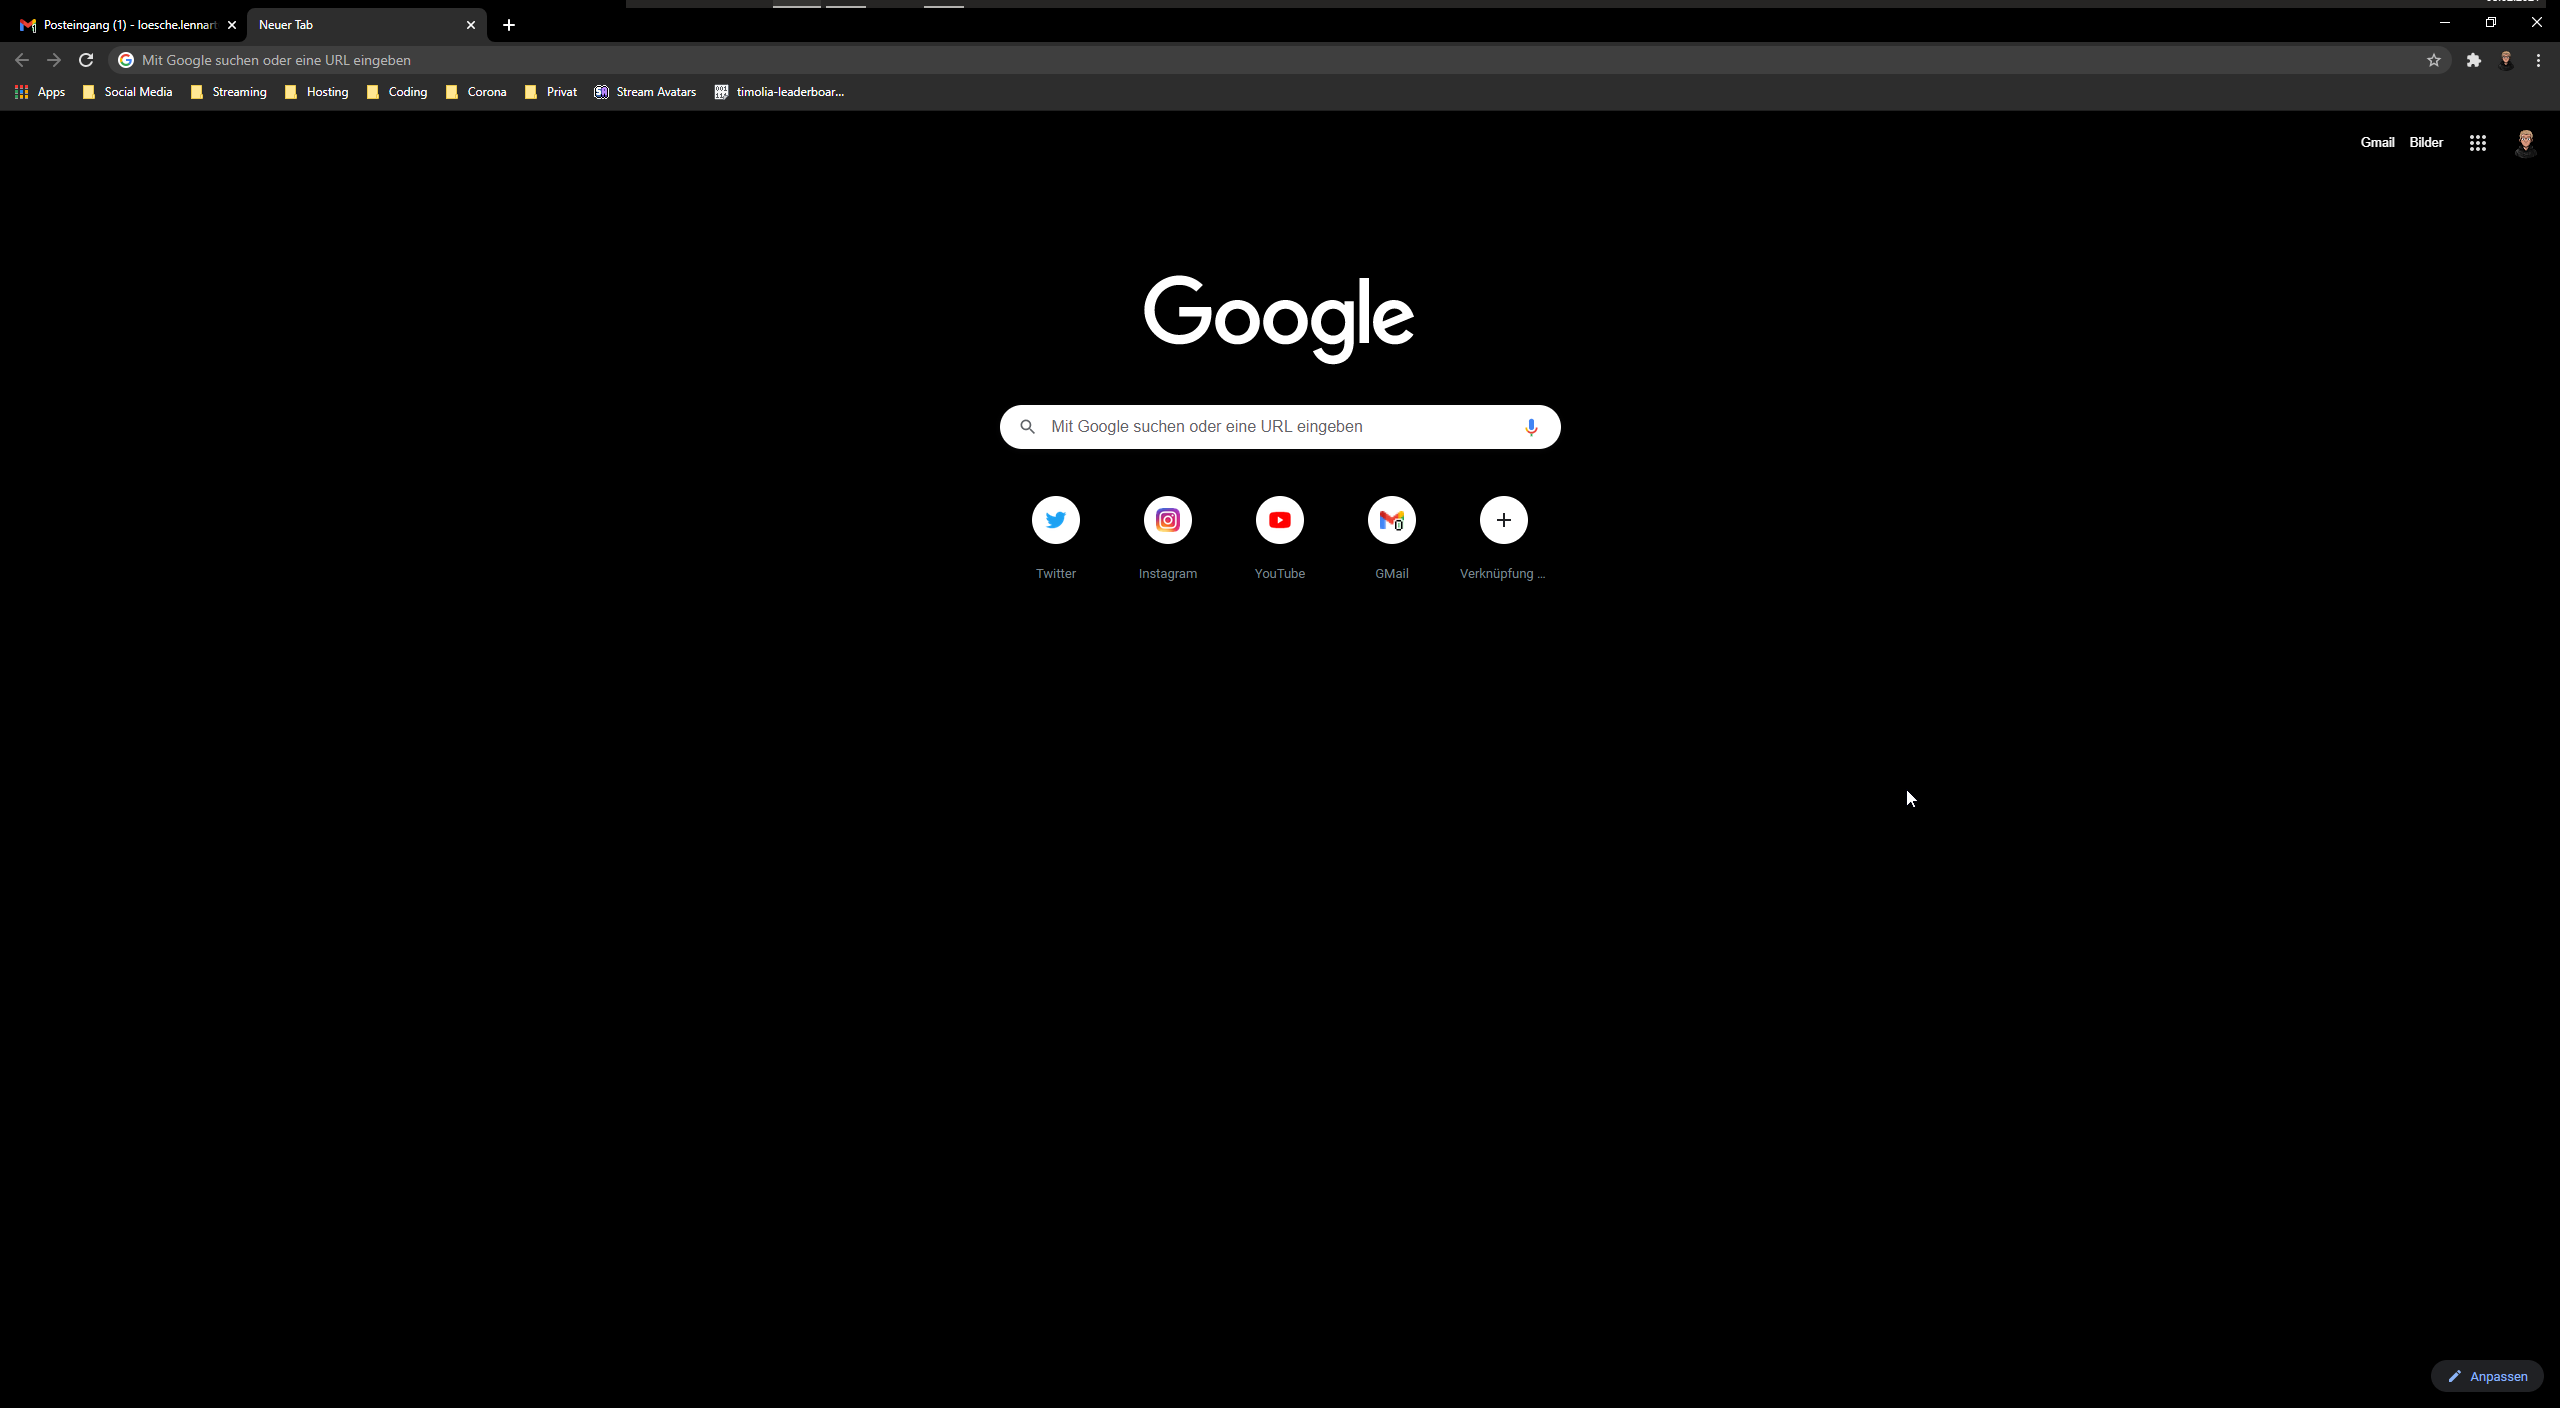 Posteingang (1) - loesche.lennart
Neuer Tab
Mit Google suchen oder eine URL eingeben
Apps Social Media Streaming Hosting Coding Corona Privat Stream Avatars timolia-leaderboar...
Gmail Bilder
Google
Mit Google suchen oder eine URL eingeben
Twitter Instagram YouTube GMail Verknüpfung ...
Anpassen